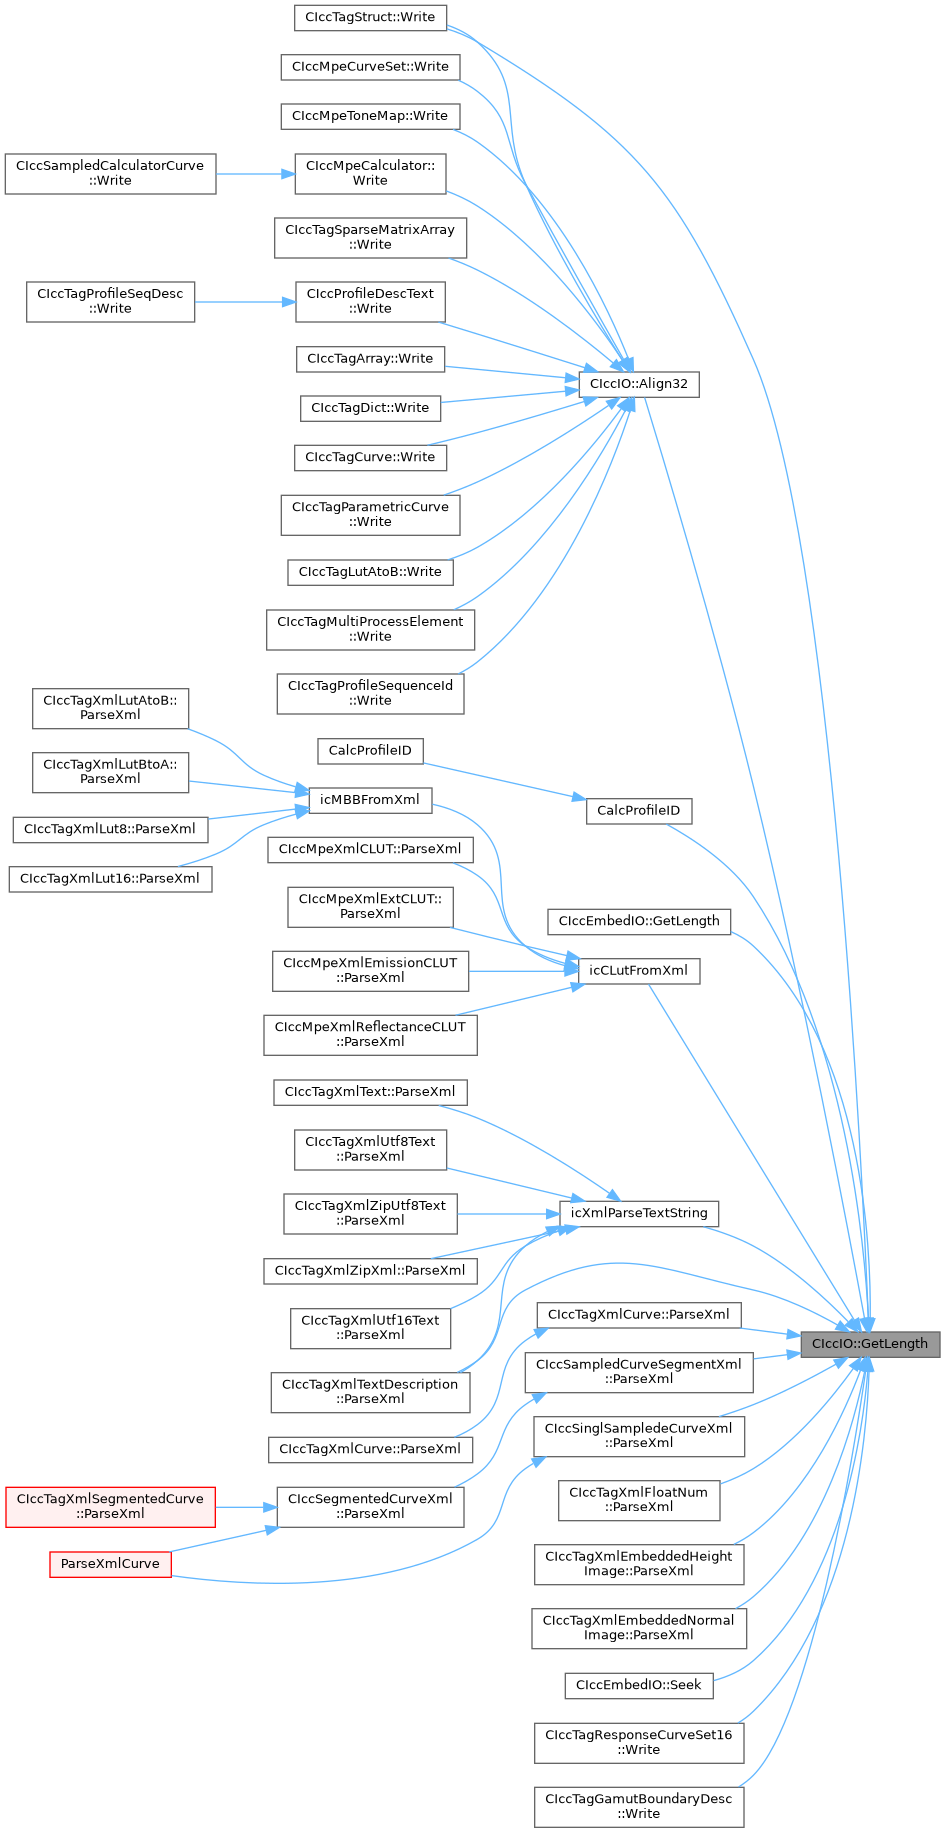 CIccTagStruct::Write
CIccMpeCurveSet::Write
CIccMpeToneMap::Write
CIccSampledCalculatorCurve
::Write
CIccMpeCalculator::
Write
CIccTagSparseMatrixArray
::Write
CIccTagProfileSeqDesc
::Write
CIccProfileDescText
::Write
CIccTagArray::Write
CIccIO::Align32
CIccTagDict::Write
CIccTagCurve::Write
CIccTagParametricCurve
::Write
CIccTagLutAtoB::Write
CIccTagMultiProcessElement
::Write
CIccTagProfileSequenceId
::Write
CIccTagXmlLutAtoB::
ParseXml
CalcProfileID
CIccTagXmlLutBtoA::
ParseXml
icMBBFromXml
CalcProfileID
CIccTagXmlLut8::ParseXml
CIccMpeXmlCLUT::ParseXml
CIccTagXmlLut16::ParseXml
CIccMpeXmlExtCLUT::
ParseXml
CIccEmbedIO::GetLength
CIccMpeXmlEmissionCLUT
::ParseXml
icCLutFromXml
CIccMpeXmlReflectanceCLUT
::ParseXml
CIccTagXmlText::ParseXml
CIccTagXmlUtf8Text
::ParseXml
CIccTagXmlZipUtf8Text
::ParseXml
icXmlParseTextString
CIccTagXmlZipXml::ParseXml
CIccTagXmlUtf16Text
::ParseXml
CIccTagXmlCurve::ParseXml
CIccIO::GetLength
CIccTagXmlTextDescription
::ParseXml
CIccSampledCurveSegmentXml
::ParseXml
CIccTagXmlCurve::ParseXml
CIccSinglSampledeCurveXml
::ParseXml
CIccTagXmlSegmentedCurve
::ParseXml
CIccSegmentedCurveXml
::ParseXml
CIccTagXmlFloatNum
::ParseXml
ParseXmlCurve
CIccTagXmlEmbeddedHeight
Image::ParseXml
CIccTagXmlEmbeddedNormal
Image::ParseXml
CIccEmbedIO::Seek
CIccTagResponseCurveSet16
::Write
CIccTagGamutBoundaryDesc
::Write